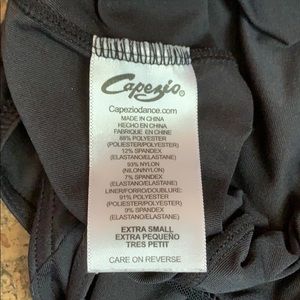 Capezio®
Capeziodance.com
MADE IN CHINA
HECHO EN CHINA
FABRIQUE EN CHINE
88% POLYESTER
(POLIESTER/POLYESTER)
12% SPANDEX
(ELASTANO/ELASTANE)
93% NYLON
(NILON/NYLON)
7% SPANDEX
(ELASTANO/ELASTANE)
LINER/FORRO/DOUBLURE:
91% POLYESTER
(POLIESTER/POLYESTER)
9% SPANDEX
(ELASTANO/ELASTANE)
EXTRA SMALL
EXTRA PEQUEÑO
TRES PETIT
CARE ON REVERSE